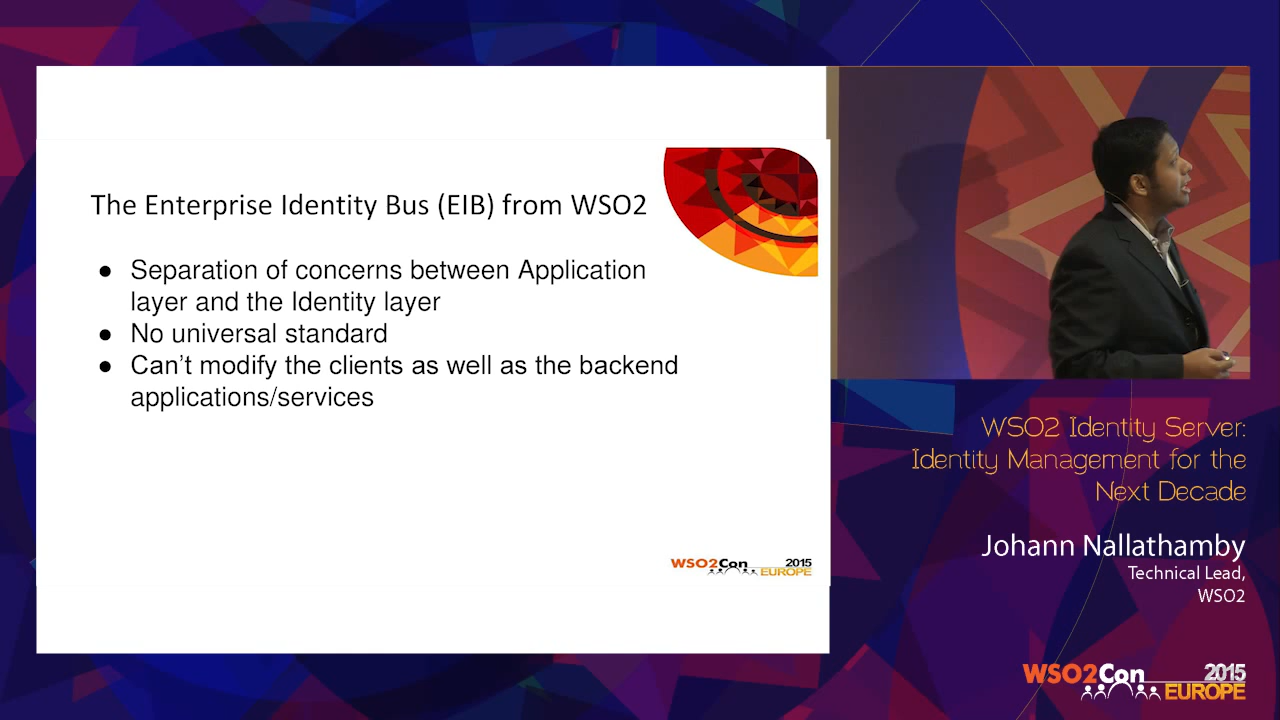 The Enterprise Identity Bus (EIB) from WSO2
● Separation of concerns between Application
layer and the Identity layer
● No universal standard
● Can't modify the clients as well as the backend
applications/services
WSO2Con 2015
EUROPE
WSO2 Identity Server:
Identity Management for the
Next Decade
Johann Nallathamby
Technical Lead,
WSO2
WSO2Con 2015
EUROPE